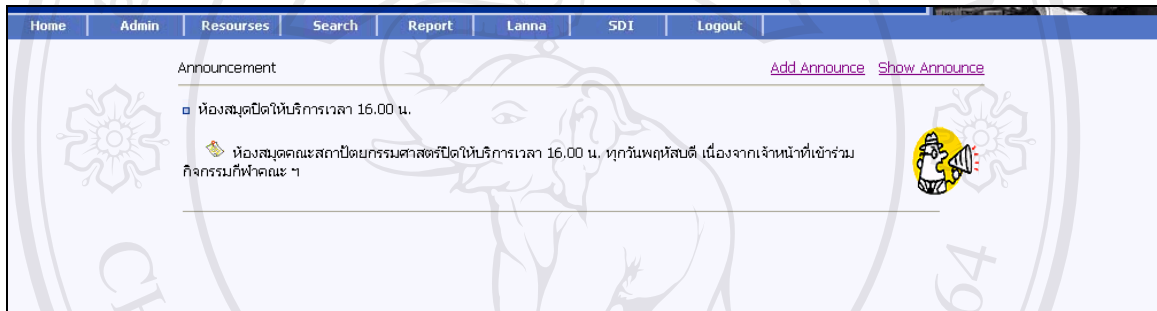 Home Admin Resourses Search Report Lanna SDI Logout
Announcement Add Announce Show Announce
ห้องสมุดปิดให้บริการเวลา 16.00 น.
ห้องสมุดคณะสถาปัตยกรรมศาสตร์ปิดให้บริการเวลา 16.00 น. ทุกวันพฤหัสบดี เนื่องจากเจ้าหน้าที่เข้าร่วม
กิจกรรมกีฬาคณะ ฯ
64